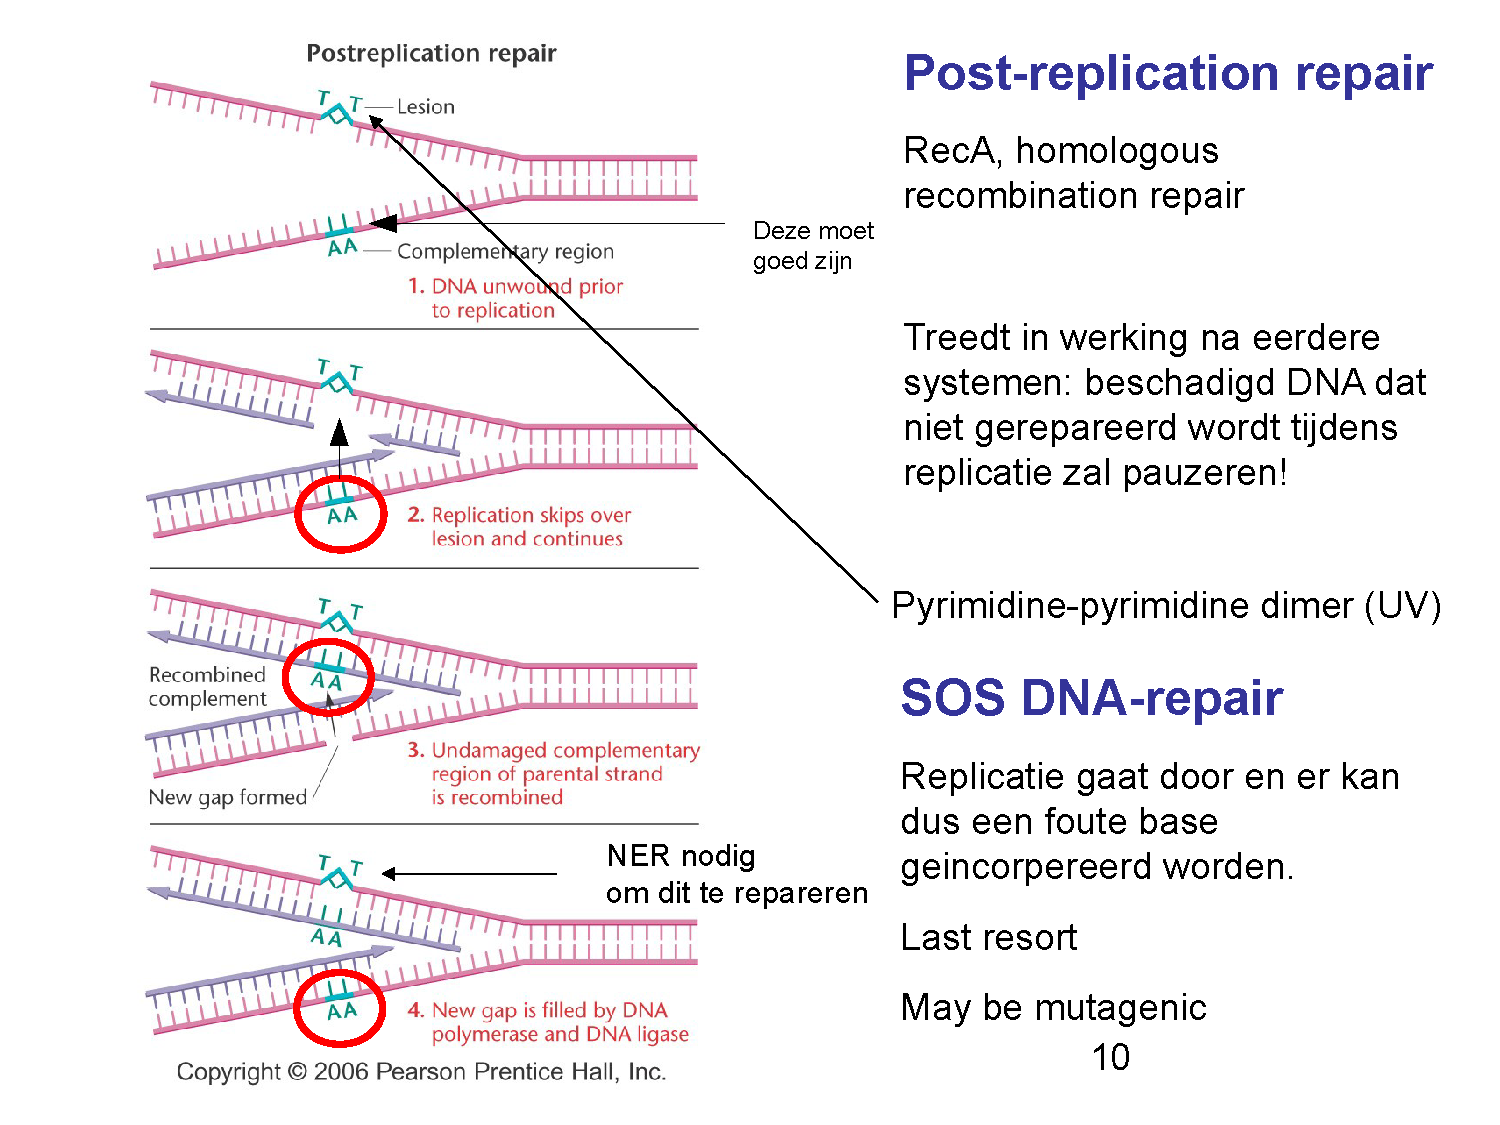 Postreplication repair
T T
Lesion
AA
Complementary region
1. DNA unwound prior
to replication
T T
AA
2. Replication skips over
lesion and continues
T T
Recombined
complement
AA
3. Undamaged complementary
region of parental strand
is recombined
New gap formed
T T
AA
AA
4. New gap is filled by DNA
polymerase and DNA ligase
Copyright © 2006 Pearson Prentice Hall, Inc.
Deze moet
goed zijn
NER nodig
om dit te repareren
Post-replication repair
RecA, homologous
recombination repair
Treedt in werking na eerdere
systemen: beschadigd DNA dat
niet gerepareerd wordt tijdens
replicatie zal pauzeren!
Pyrimidine-pyrimidine dimer (UV)
SOS DNA-repair
Replicatie gaat door en er kan
dus een foute base
geincorpereerd worden.
Last resort
May be mutagenic
10